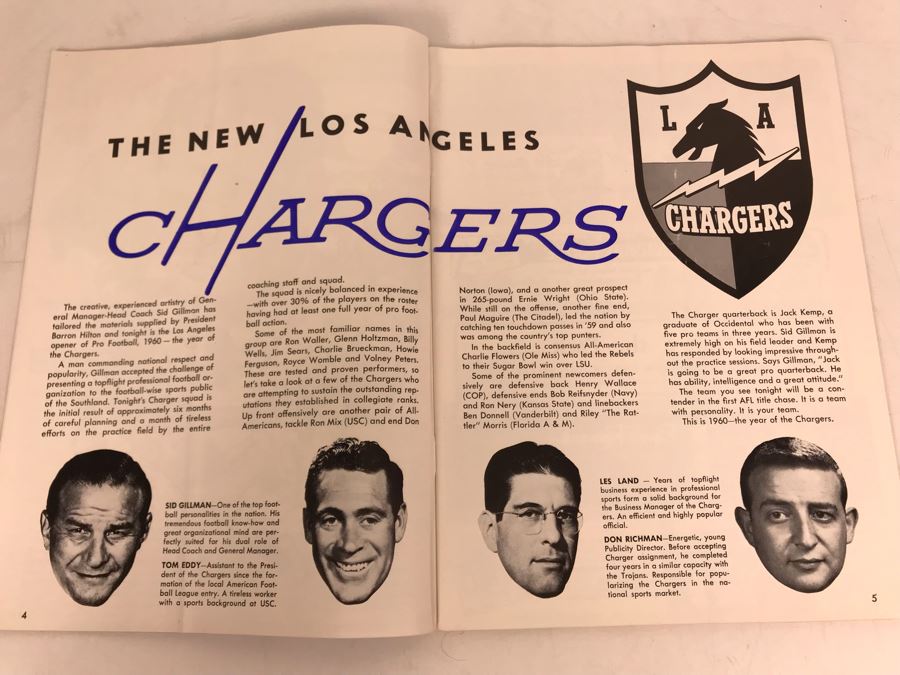 THE NEW LOS ANGELES
CHARGERS
L A
CHARGERS
The creative, experienced artistry of Gen-
eral Manager-Head Coach Sid Gillman has
tailored the materials supplied by President
Barron Hilton and tonight is the Los Angeles
opener of Pro Football, 1960 — the year of
the Chargers.
A man commanding natural respect and
popularity, Gillman accepted the challenge of
presenting a topflight professional football or-
ganization to the football-wise sports public
of the Southland. Tonight's Charger squad is
the initial result of approximately six months
of careful planning and a month of tireless
efforts on the practice field by the entire
coaching staff and squad.
The squad is nicely balanced in experience
—with over 30% of the players on the roster
having had at least one full year of pro foot-
ball action.
Some of the most familiar names in this
group are Ron Waller, Glenn Holtzman, Billy
Wells, Jim Sears, Charlie Brueckman, Howie
Ferguson, Royce Womble and Volney Peters.
These are tested and proven performers, so
let's take a look at a few of the Chargers who
are attempting to sustain the outstanding rep-
utations they established in collegiate ranks.
Up front offensively are another pair of All-
Americans, tackle Ron Mix (USC) and end Don
Norton (Iowa), and a another great prospect
in 265-pound Ernie Wright (Ohio State).
While still on the offense, another fine end,
Paul Maguire (The Citadel), led the nation by
catching ten touchdown passes in '59 and also
was among the country's top punters.
In the backfield is consensus All-American
Charlie Flowers (Ole Miss) who led the Rebels
to their Sugar Bowl win over LSU.
Some of the prominent newcomers defen-
sively are defensive back Henry Wallace
(COP), defensive ends Bob Reifsnyder (Navy)
and Ron Nery (Kansas State) and linebackers
Ben Donnell (Vanderbilt) and Riley "The Rat-
tler" Morris (Florida A & M).
The Charger quarterback is Jack Kemp, a
graduate of Occidental who has been with
five pro teams in three years. Sid Gillman is
extremely high on his field leader and Kemp
has responded by looking impressive through-
out the practice sessions. Says Gillman, "Jack
is going to be a great pro quarterback. He
has ability, intelligence and a great attitude."
The team you see tonight will be a con-
tender in the first AFL title chase. It is a team
with personality. It is your team.
This is 1960—the year of the Chargers.
SID GILLMAN—One of the top foot-
ball personalities in the nation. His
tremendous football know-how and
great organizational mind are per-
fectly suited for his dual role of
Head Coach and General Manager.
TOM EDDY—Assistant to the Presi-
dent of the Chargers since the for-
mation of the local American Foot-
ball League entry. A tireless worker
with a sports background at USC.
LES LAND — Years of topflight
business experience in professional
sports form a solid background for
the Business Manager of the Charg-
ers. An efficient and highly popular
official.
DON RICHMAN—Energetic, young
Publicity Director. Before accepting
Charger assignment, he completed
four years in a similar capacity with
the Trojans. Responsible for popu-
larizing the Chargers in the na-
tional sports market.
4
5